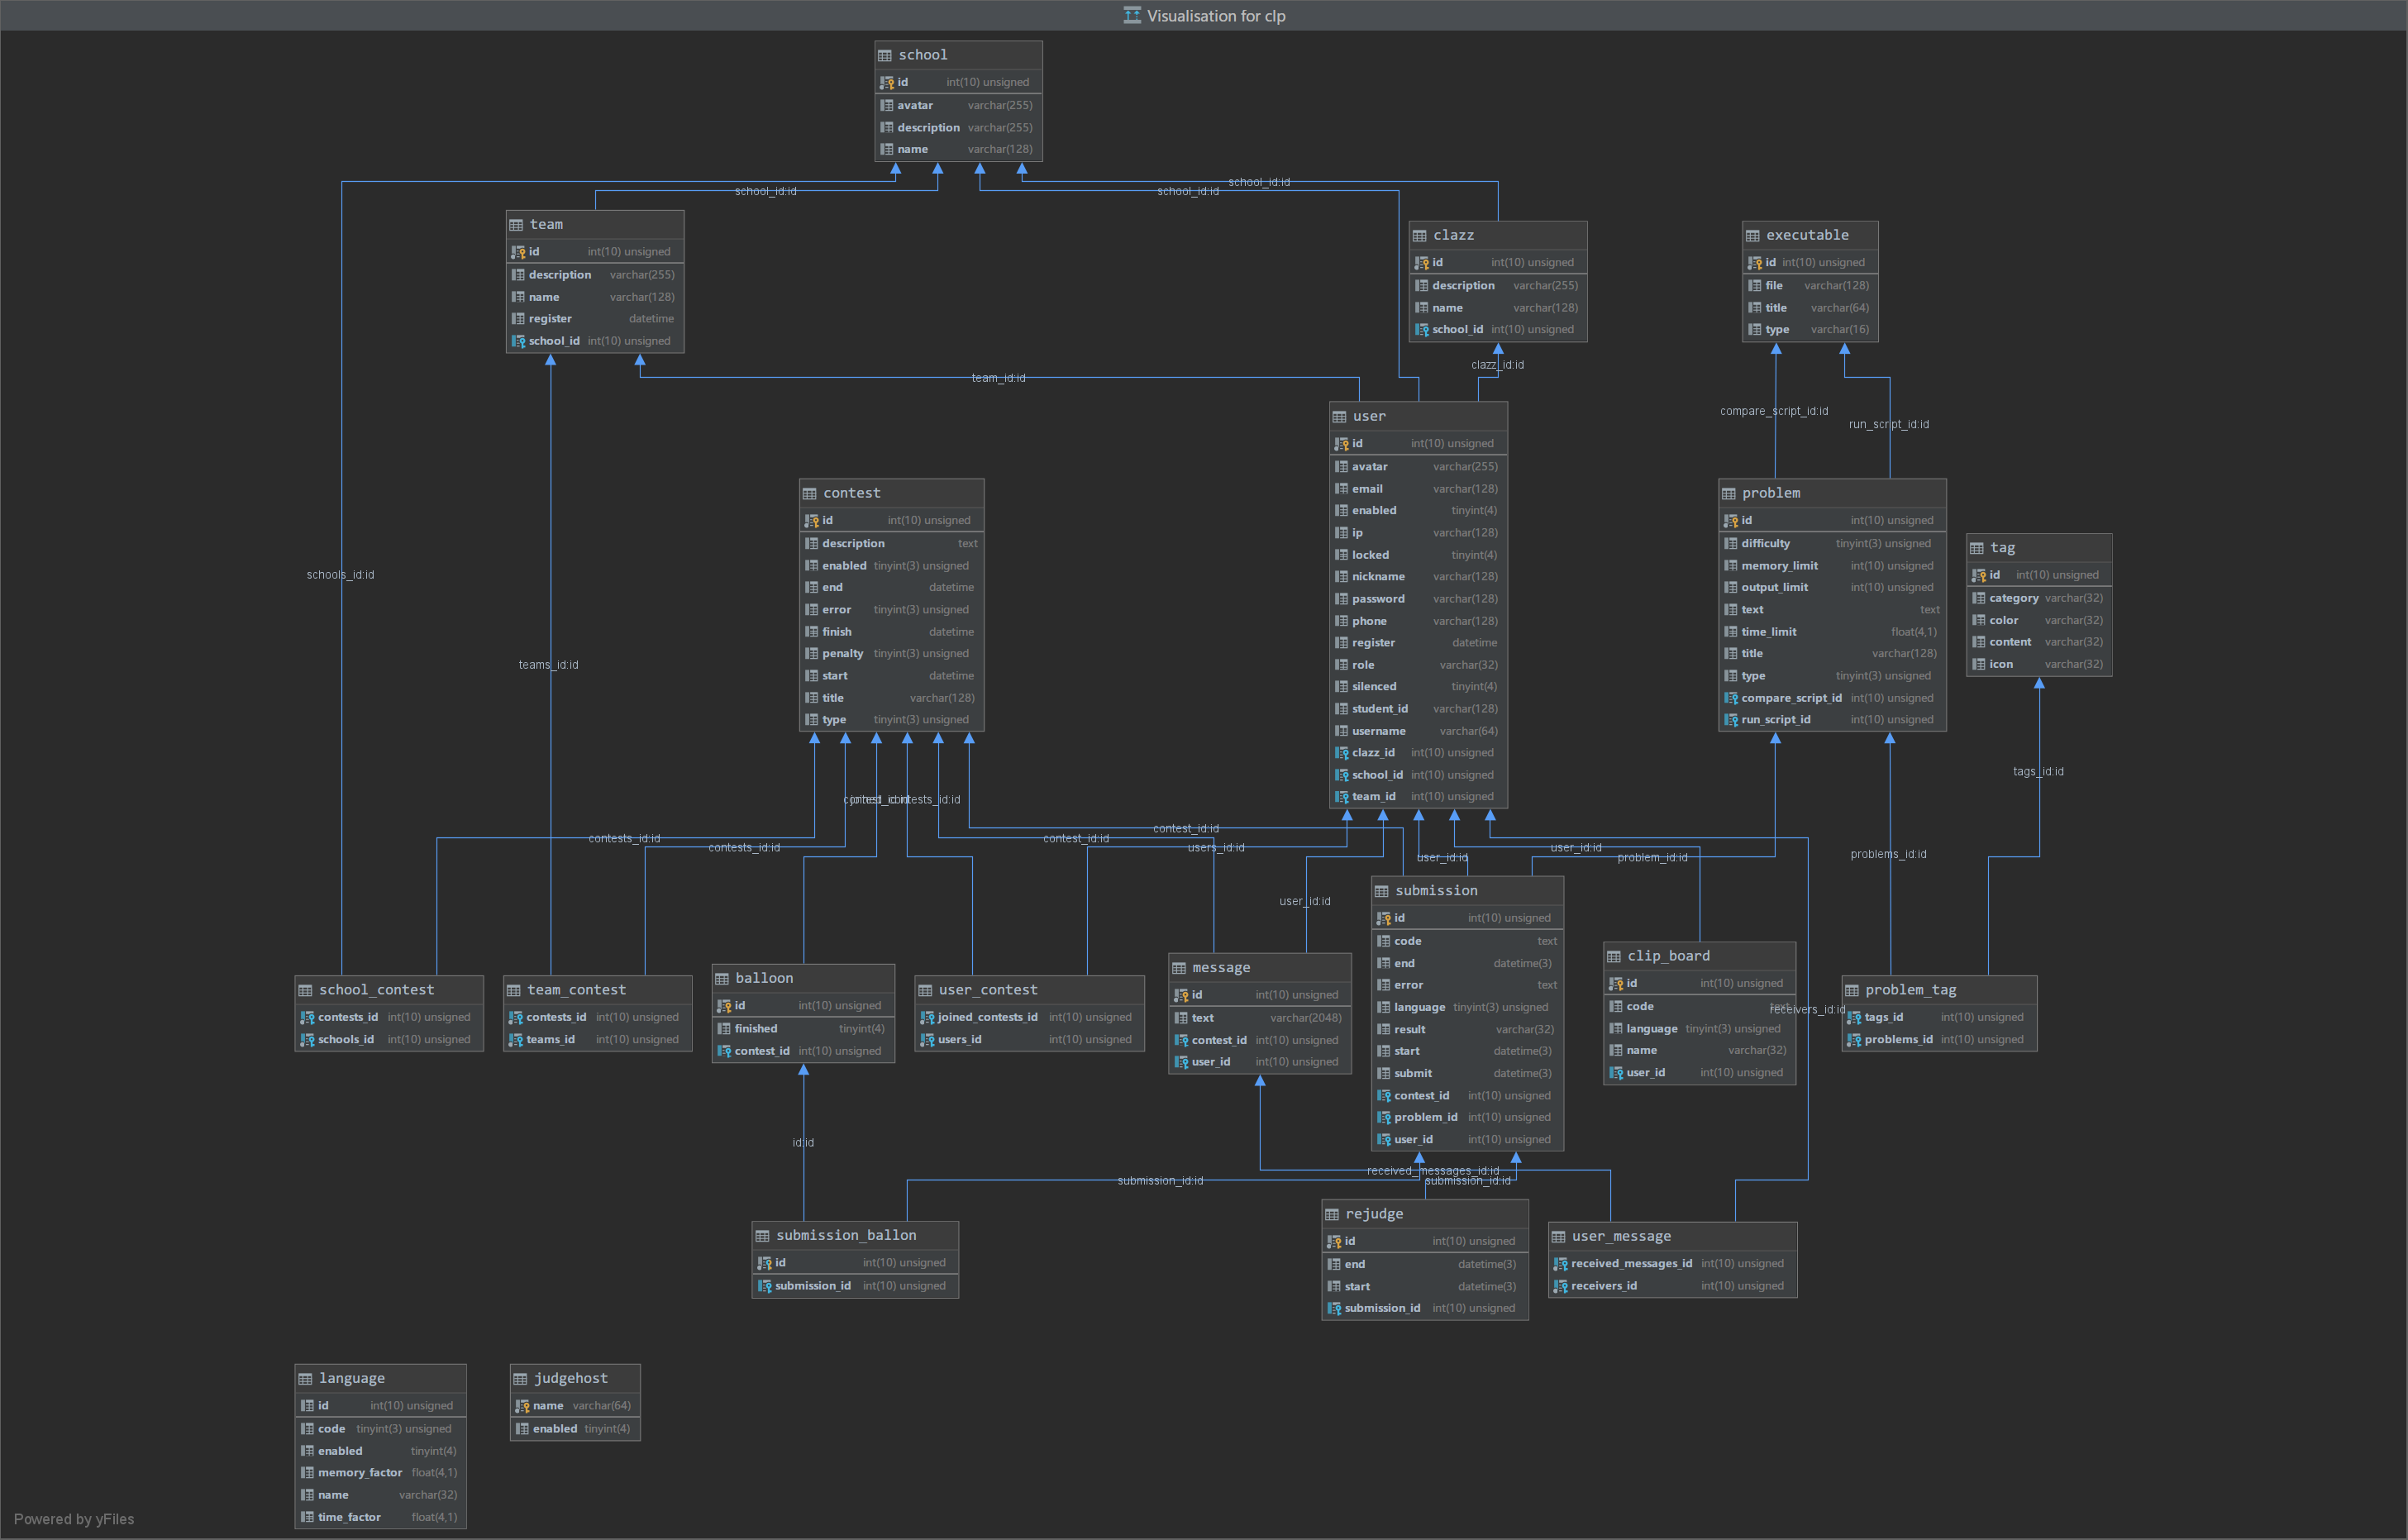 Visualisation for clp
school
id int(10) unsigned
avatar varchar(255)
description varchar(255)
name varchar(128)
school_id:id
school_id:id
school_id:id
team
id int(10) unsigned
description varchar(255)
name varchar(128)
register datetime
school_id int(10) unsigned
clazz
id int(10) unsigned
description varchar(255)
name varchar(128)
school_id int(10) unsigned
executable
id int(10) unsigned
file varchar(128)
title varchar(64)
type varchar(16)
team_id:id
clazz_id:id
compare_script_id:id
run_script_id:id
user
id int(10) unsigned
avatar varchar(255)
email varchar(128)
enabled tinyint(4)
ip varchar(128)
locked tinyint(4)
nickname varchar(128)
password varchar(128)
phone varchar(128)
register datetime
role varchar(32)
silenced tinyint(4)
student_id varchar(128)
username varchar(64)
clazz_id int(10) unsigned
school_id int(10) unsigned
team_id int(10) unsigned
contest
id int(10) unsigned
description text
enabled tinyint(3) unsigned
end datetime
error tinyint(3) unsigned
finish datetime
penalty tinyint(3) unsigned
start datetime
title varchar(128)
type tinyint(3) unsigned
problem
id int(10) unsigned
difficulty tinyint(3) unsigned
memory_limit int(10) unsigned
output_limit int(10) unsigned
text text
time_limit float(4,1)
title varchar(128)
type tinyint(3) unsigned
compare_script_id int(10) unsigned
run_script_id int(10) unsigned
tag
id int(10) unsigned
category varchar(32)
color varchar(32)
content varchar(32)
icon varchar(32)
schools_id:id
teams_id:id
tags_id:id
contests_id:id
contests_id:id
contest_id:id
contest_id:id
users_id:id
user_id:id
user_id:id
problem_id:id
problems_id:id
user_id:id
submission
id int(10) unsigned
code text
end datetime(3)
error text
language tinyint(3) unsigned
result varchar(32)
start datetime(3)
submit datetime(3)
contest_id int(10) unsigned
problem_id int(10) unsigned
user_id int(10) unsigned
school_contest
contests_id int(10) unsigned
schools_id int(10) unsigned
team_contest
contests_id int(10) unsigned
teams_id int(10) unsigned
balloon
id int(10) unsigned
finished tinyint(4)
contest_id int(10) unsigned
user_contest
joined_contests_id int(10) unsigned
users_id int(10) unsigned
message
id int(10) unsigned
text varchar(2048)
contest_id int(10) unsigned
user_id int(10) unsigned
clip_board
id int(10) unsigned
code text
language tinyint(3) unsigned
name varchar(32)
user_id int(10) unsigned
receivers_id:id
problem_tag
tags_id int(10) unsigned
problems_id int(10) unsigned
id:id
received_messages_id:id
submission_id:id
submission_id:id
submission_ballon
id int(10) unsigned
submission_id int(10) unsigned
rejudge
id int(10) unsigned
end datetime(3)
start datetime(3)
submission_id int(10) unsigned
user_message
received_messages_id int(10) unsigned
receivers_id int(10) unsigned
language
id int(10) unsigned
code tinyint(3) unsigned
enabled tinyint(4)
memory_factor float(4,1)
name varchar(32)
time_factor float(4,1)
judgehost
name varchar(64)
enabled tinyint(4)
Powered by yFiles